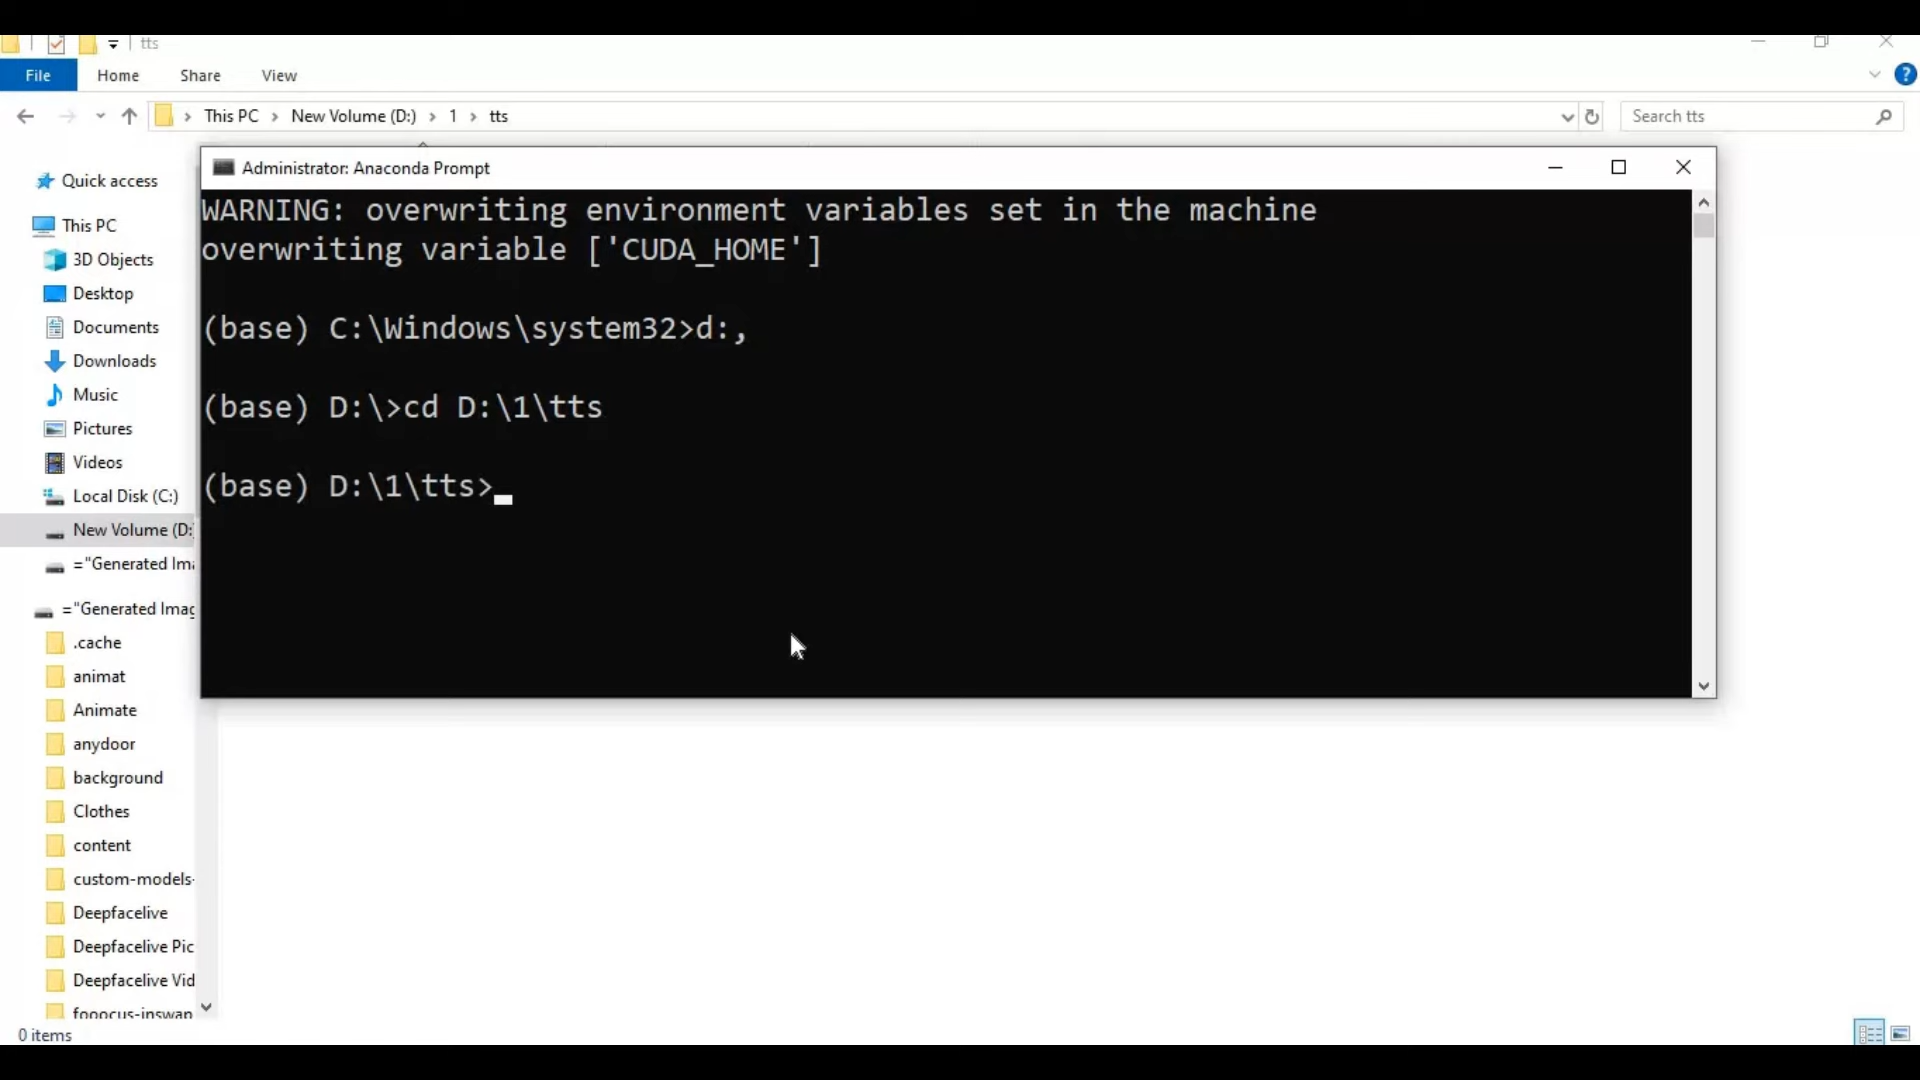 tts
File Home Share View
This PC New Volume (D:) 1 tts
Search tts
Quick access
This PC
3D Objects
Desktop
Documents
Downloads
Music
Pictures
Videos
Local Disk (C:)
New Volume (D:
="Generated Ima
="Generated Imag
.cache
animat
Animate
anydoor
background
Clothes
content
custom-models-
Deepfacelive
Deepfacelive Pic
Deepfacelive Vid
fooocus-inswap
0 items
Administrator: Anaconda Prompt
WARNING: overwriting environment variables set in the machine
overwriting variable ['CUDA_HOME']
(base) C:\Windows\system32>d:,
(base) D:\>cd D:\1\tts
(base) D:\1\tts>